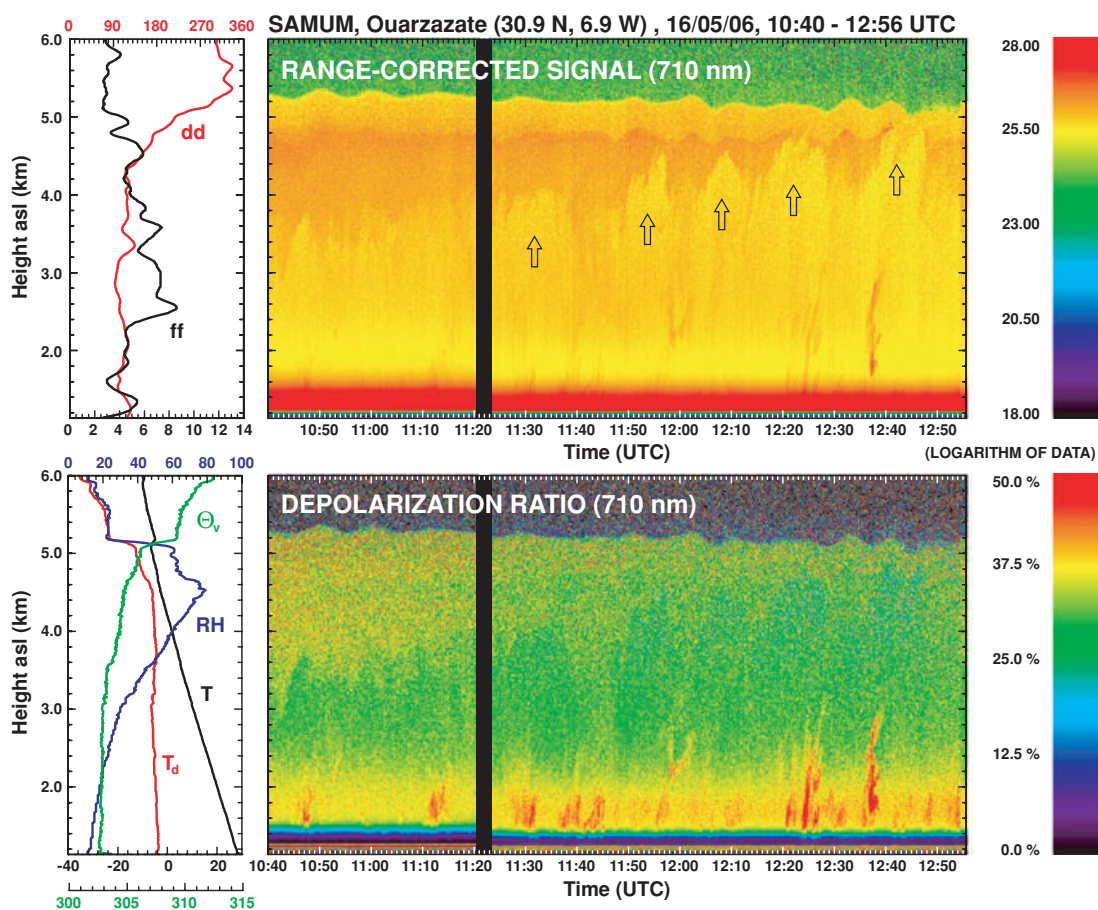 SAMUM, Ouarzazate (30.9 N, 6.9 W) , 16/05/06, 10:40 - 12:56 UTC
0 90 180 270 360
6.0
5.0
4.0
3.0
2.0
Height asl (km)
dd
ff
0 2 4 6 8 10 12 14
RANGE-CORRECTED SIGNAL (710 nm)
10:50 11:00 11:10 11:20 11:30 11:40 11:50 12:00 12:10 12:20 12:30 12:40 12:50
Time (UTC)
28.00
25.50
23.00
20.50
18.00
(LOGARITHM OF DATA)
0 20 40 60 80 100
6.0
5.0
4.0
3.0
2.0
Height asl (km)
Θv
RH
T
Td
-40 -20 0 20 40
-40 -20 0 20 40
300 305 310 315
DEPOLARIZATION RATIO (710 nm)
10:40 10:50 11:00 11:10 11:20 11:30 11:40 11:50 12:00 12:10 12:20 12:30 12:40 12:50
Time (UTC)
50.0 %
37.5 %
25.0 %
12.5 %
0.0 %